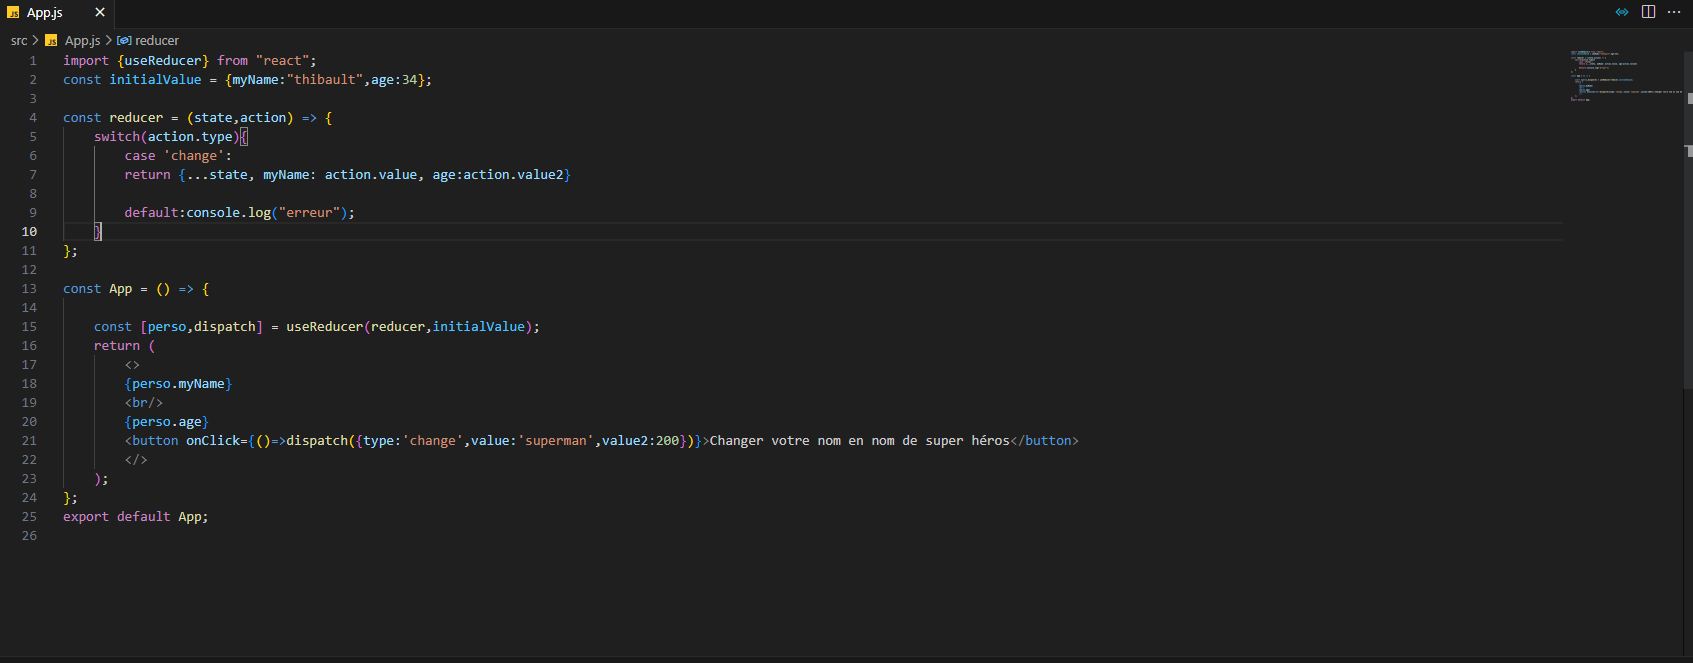 JS App.js ×
src > JS App.js > reducer
1 import {useReducer} from "react";
2 const initialValue = {myName:"thibault",age:34};
3
4 const reducer = (state,action) => {
5     switch(action.type){
6         case 'change':
7         return {...state, myName: action.value, age:action.value2}
8
9         default:console.log("erreur");
10     }
11 };
12
13 const App = () => {
14
15     const [perso,dispatch] = useReducer(reducer,initialValue);
16     return (
17         <>
18         {perso.myName}
19         <br/>
20         {perso.age}
21         <button onClick={()=>dispatch({type:'change',value:'superman',value2:200})}>Changer votre nom en nom de super héros</button>
22         </>
23     );
24 };
25 export default App;
26